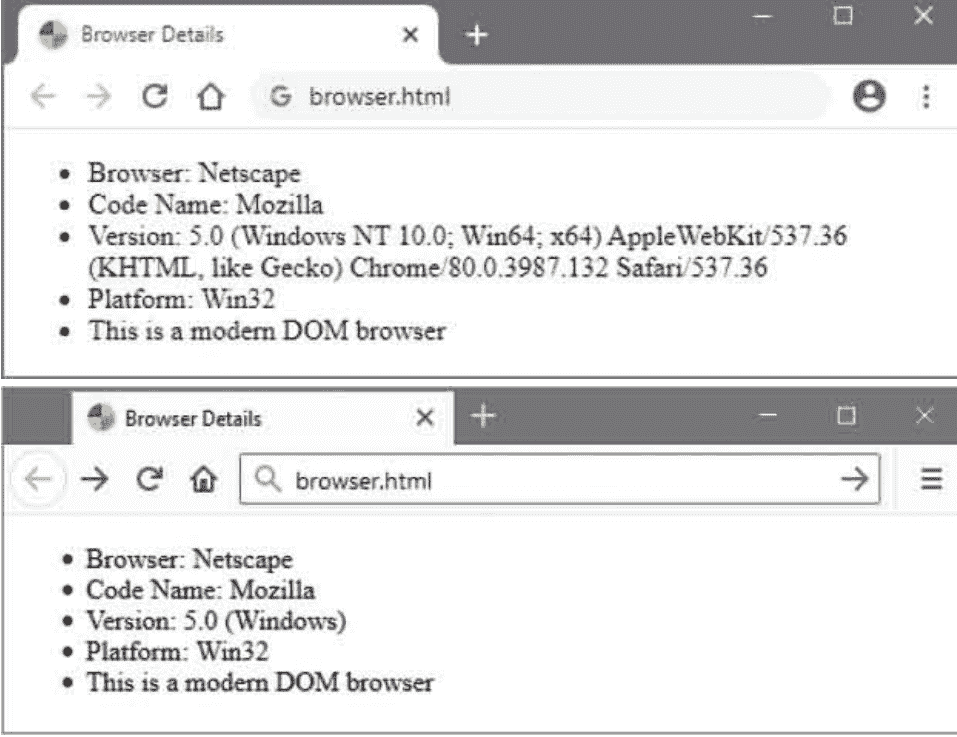 Browser Details
browser.html
• Browser: Netscape
• Code Name: Mozilla
• Version: 5.0 (Windows NT 10.0; Win64; x64) AppleWebKit/537.36
(KHTML, like Gecko) Chrome/80.0.3987.132 Safari/537.36
• Platform: Win32
• This is a modern DOM browser
Browser Details
browser.html
• Browser: Netscape
• Code Name: Mozilla
• Version: 5.0 (Windows)
• Platform: Win32
• This is a modern DOM browser